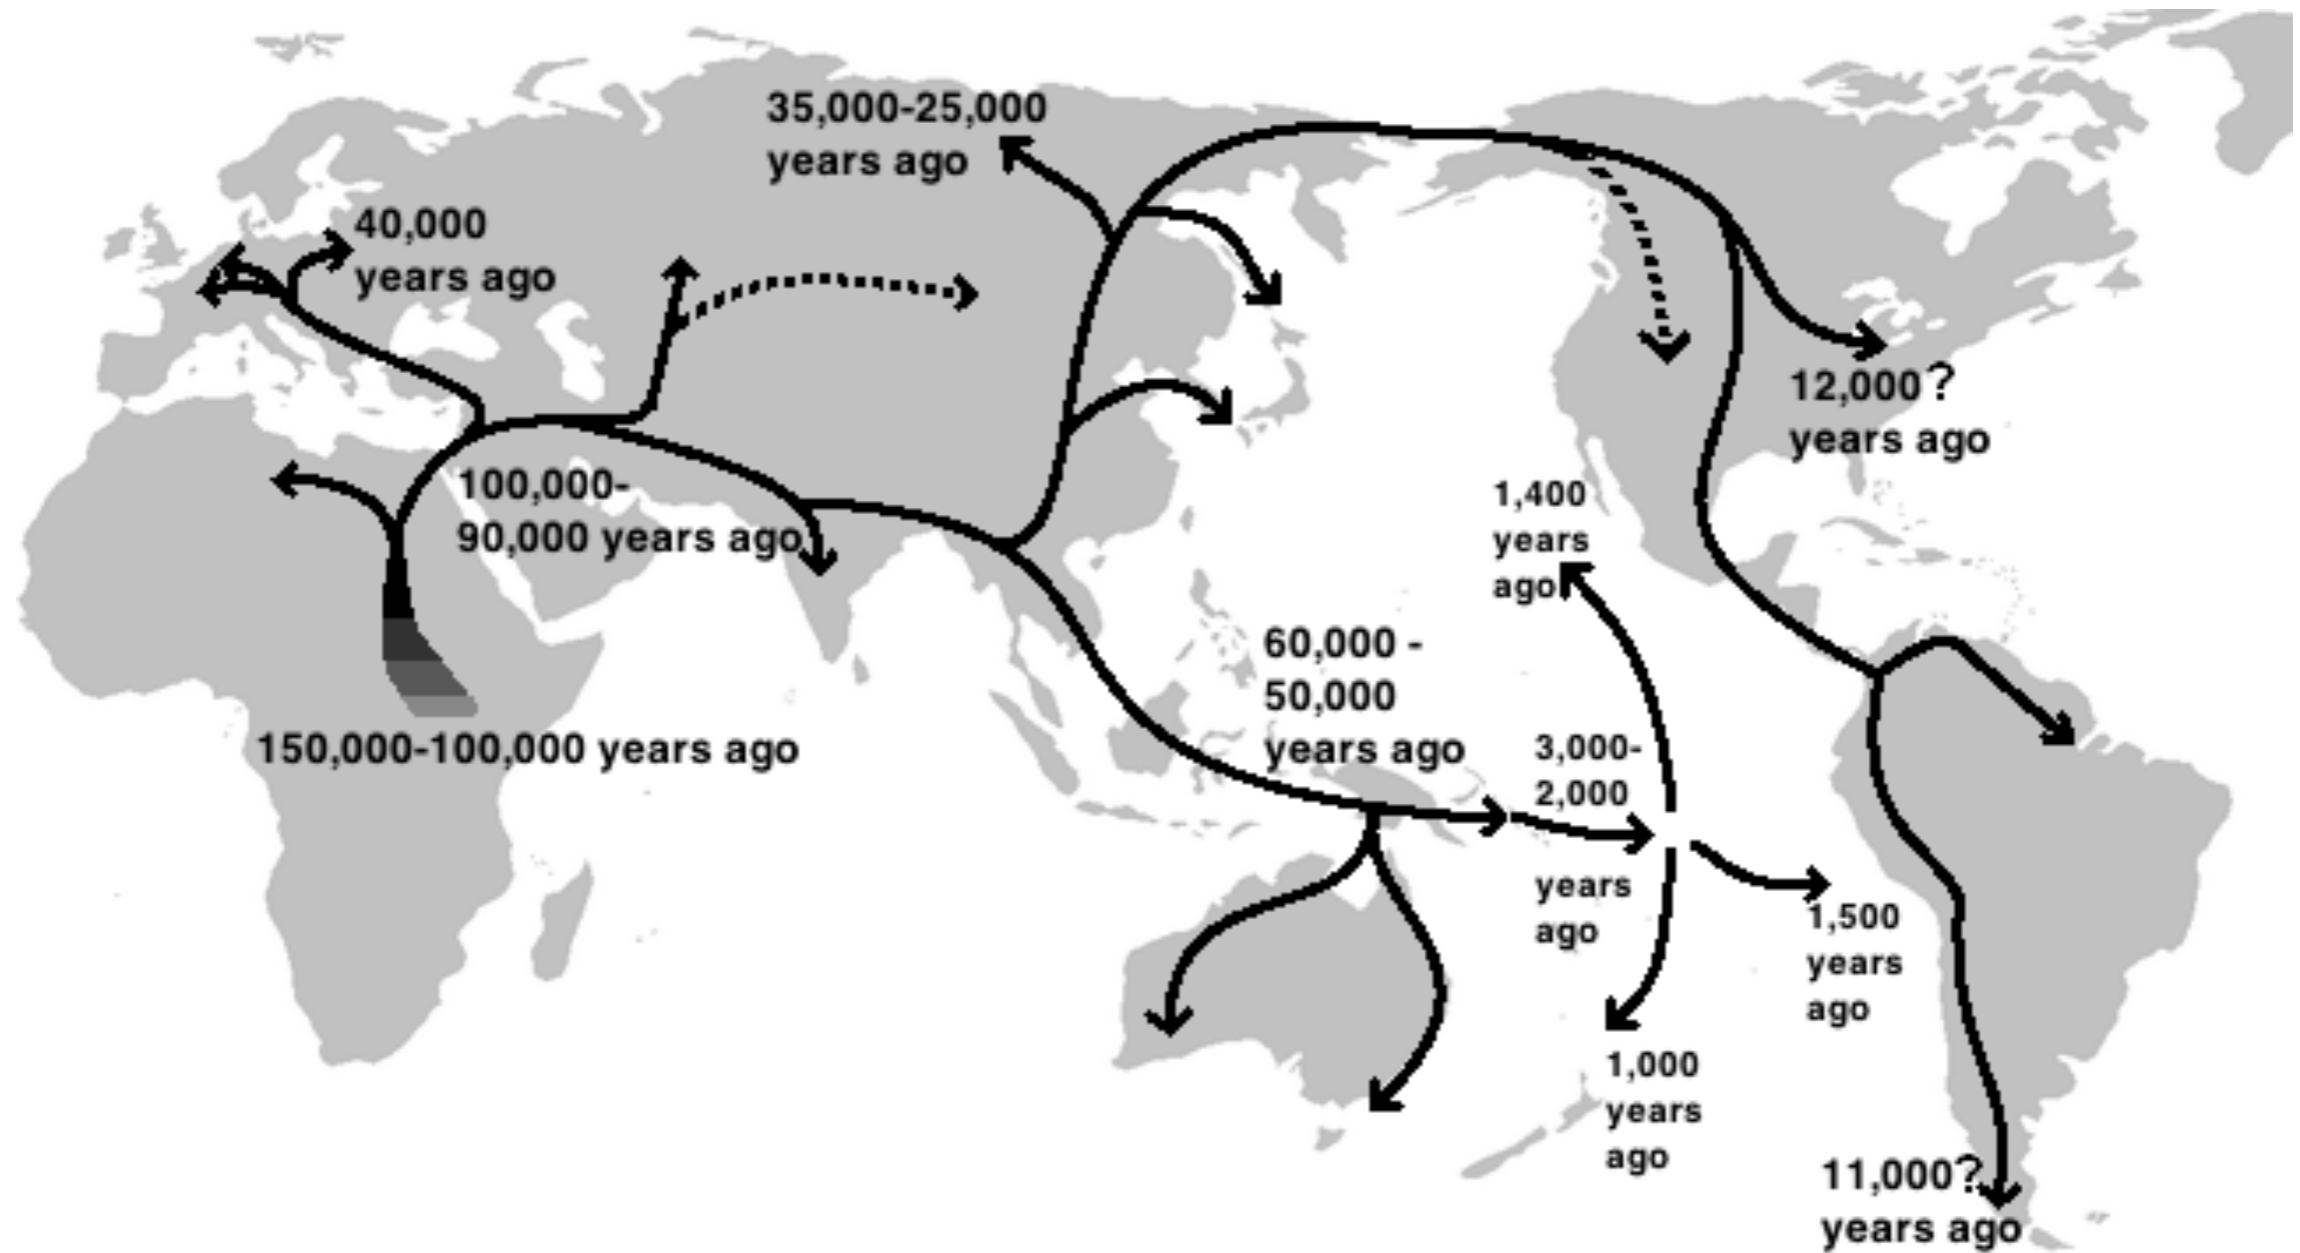 35,000-25,000
years ago
40,000
years ago
12,000?
years ago
100,000-
90,000 years ago
1,400
years
ago
60,000 -
50,000
years ago
150,000-100,000 years ago
3,000-
2,000
years
ago
1,500
years
ago
1,000
years
ago
11,000?
years ago